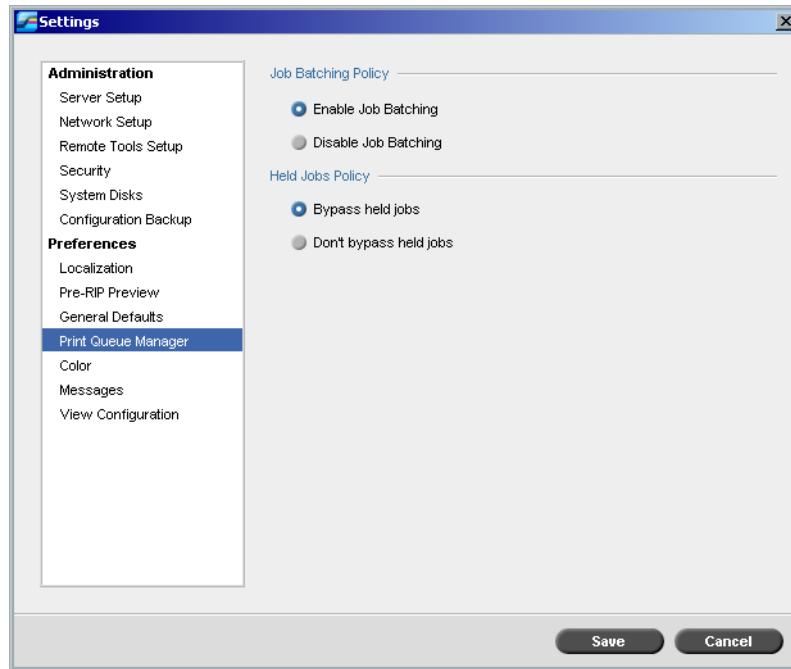 Settings
Administration
Server Setup
Network Setup
Remote Tools Setup
Security
System Disks
Configuration Backup
Preferences
Localization
Pre-RIP Preview
General Defaults
Print Queue Manager
Color
Messages
View Configuration
Job Batching Policy
Enable Job Batching
Disable Job Batching
Held Jobs Policy
Bypass held jobs
Don't bypass held jobs
Save
Cancel